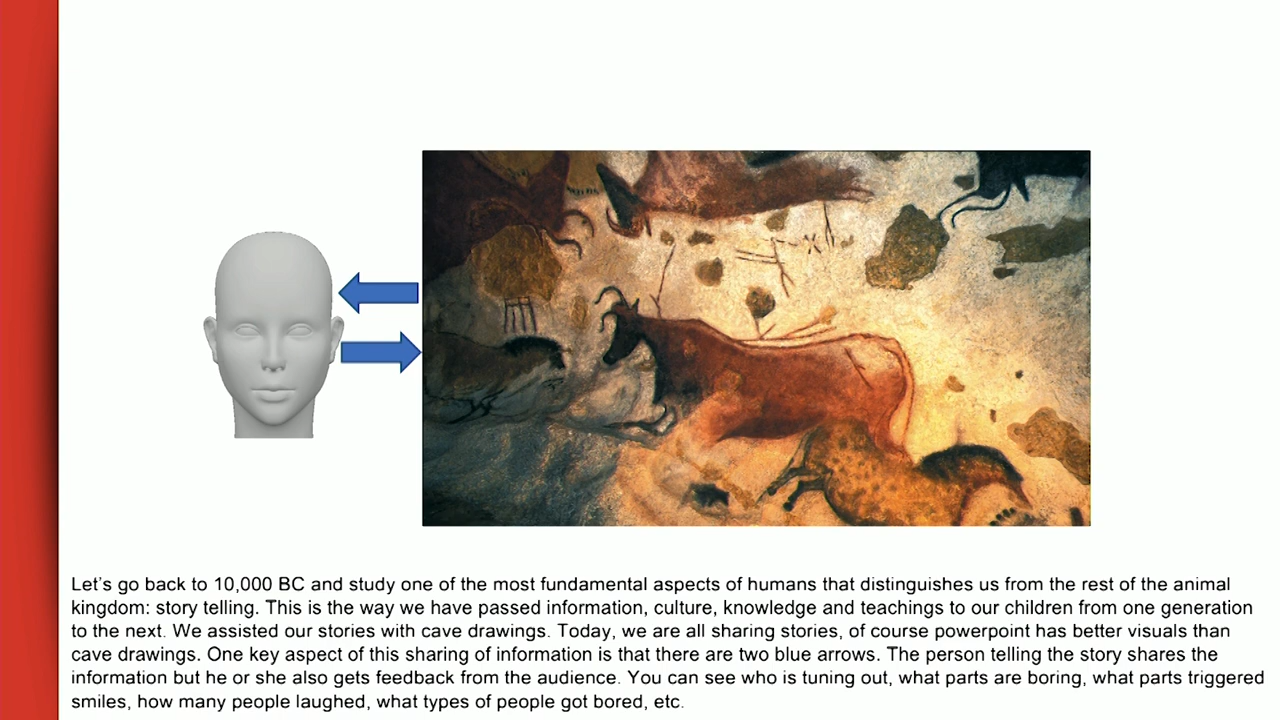 Let's go back to 10,000 BC and study one of the most fundamental aspects of humans that distinguishes us from the rest of the animal
kingdom: story telling. This is the way we have passed information, culture, knowledge and teachings to our children from one generation
to the next. We assisted our stories with cave drawings. Today, we are all sharing stories, of course powerpoint has better visuals than
cave drawings. One key aspect of this sharing of information is that there are two blue arrows. The person telling the story shares the
information but he or she also gets feedback from the audience. You can see who is tuning out, what parts are boring, what parts triggered
smiles, how many people laughed, what types of people got bored, etc.